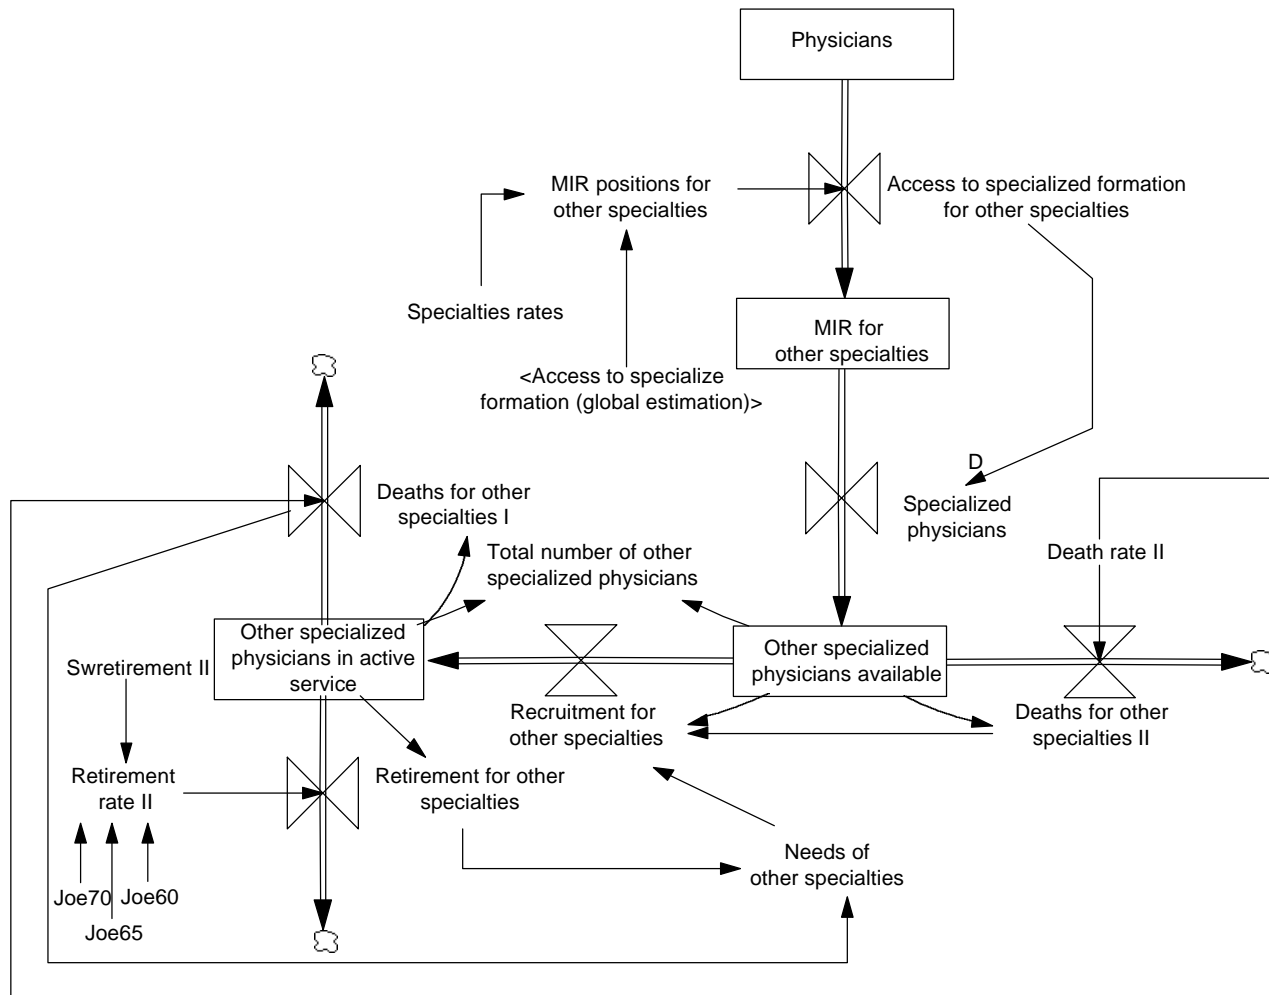 Physicians
MIR positions for
other specialties
Access to specialized formation
for other specialties
Specialties rates
MIR for
other specialties
<Access to specialize
formation (global estimation)>
D
Specialized
physicians
Deaths for other
specialties I
Total number of other
specialized physicians
Death rate II
Other specialized
physicians in active
service
Other specialized
physicians available
Swretirement II
Recruitment for
other specialties
Deaths for other
specialties II
Retirement
rate II
Retirement for other
specialties
Needs of
other specialties
Joe70
Joe60
Joe65